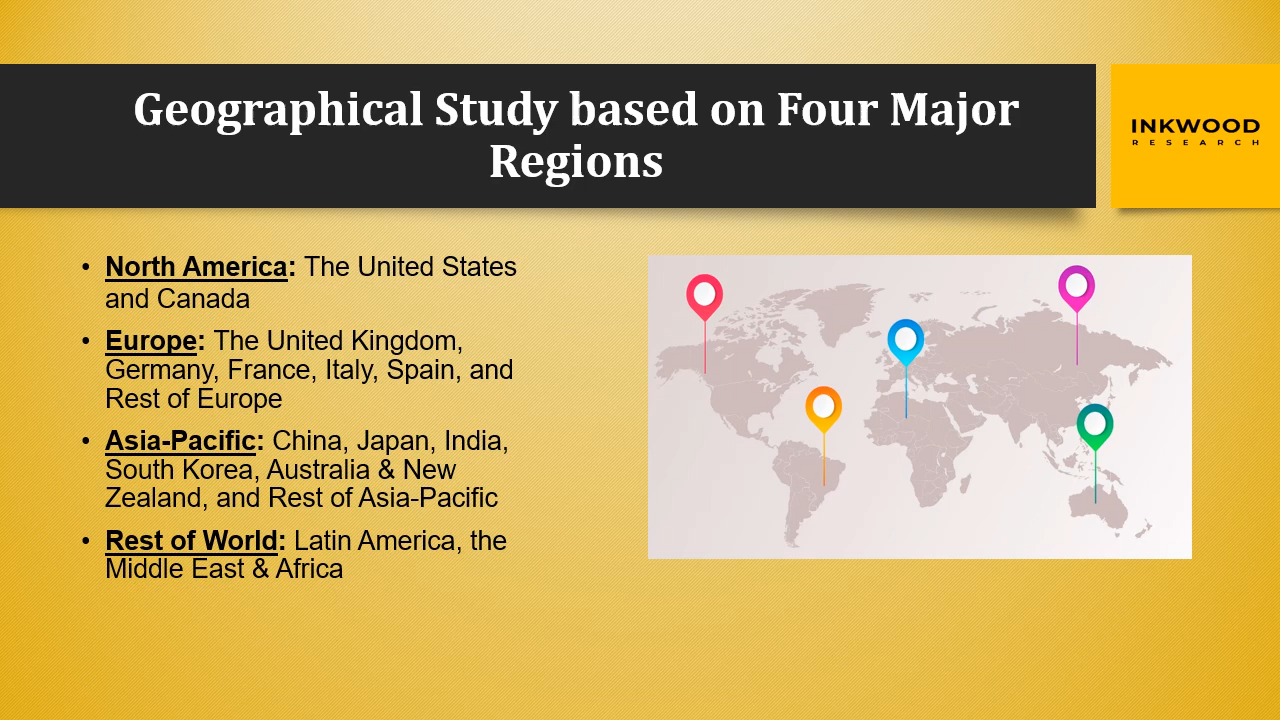 Geographical Study based on Four Major
Regions
INKWOOD
RESEARCH
• North America: The United States
and Canada
• Europe: The United Kingdom,
Germany, France, Italy, Spain, and
Rest of Europe
• Asia-Pacific: China, Japan, India,
South Korea, Australia & New
Zealand, and Rest of Asia-Pacific
• Rest of World: Latin America, the
Middle East & Africa